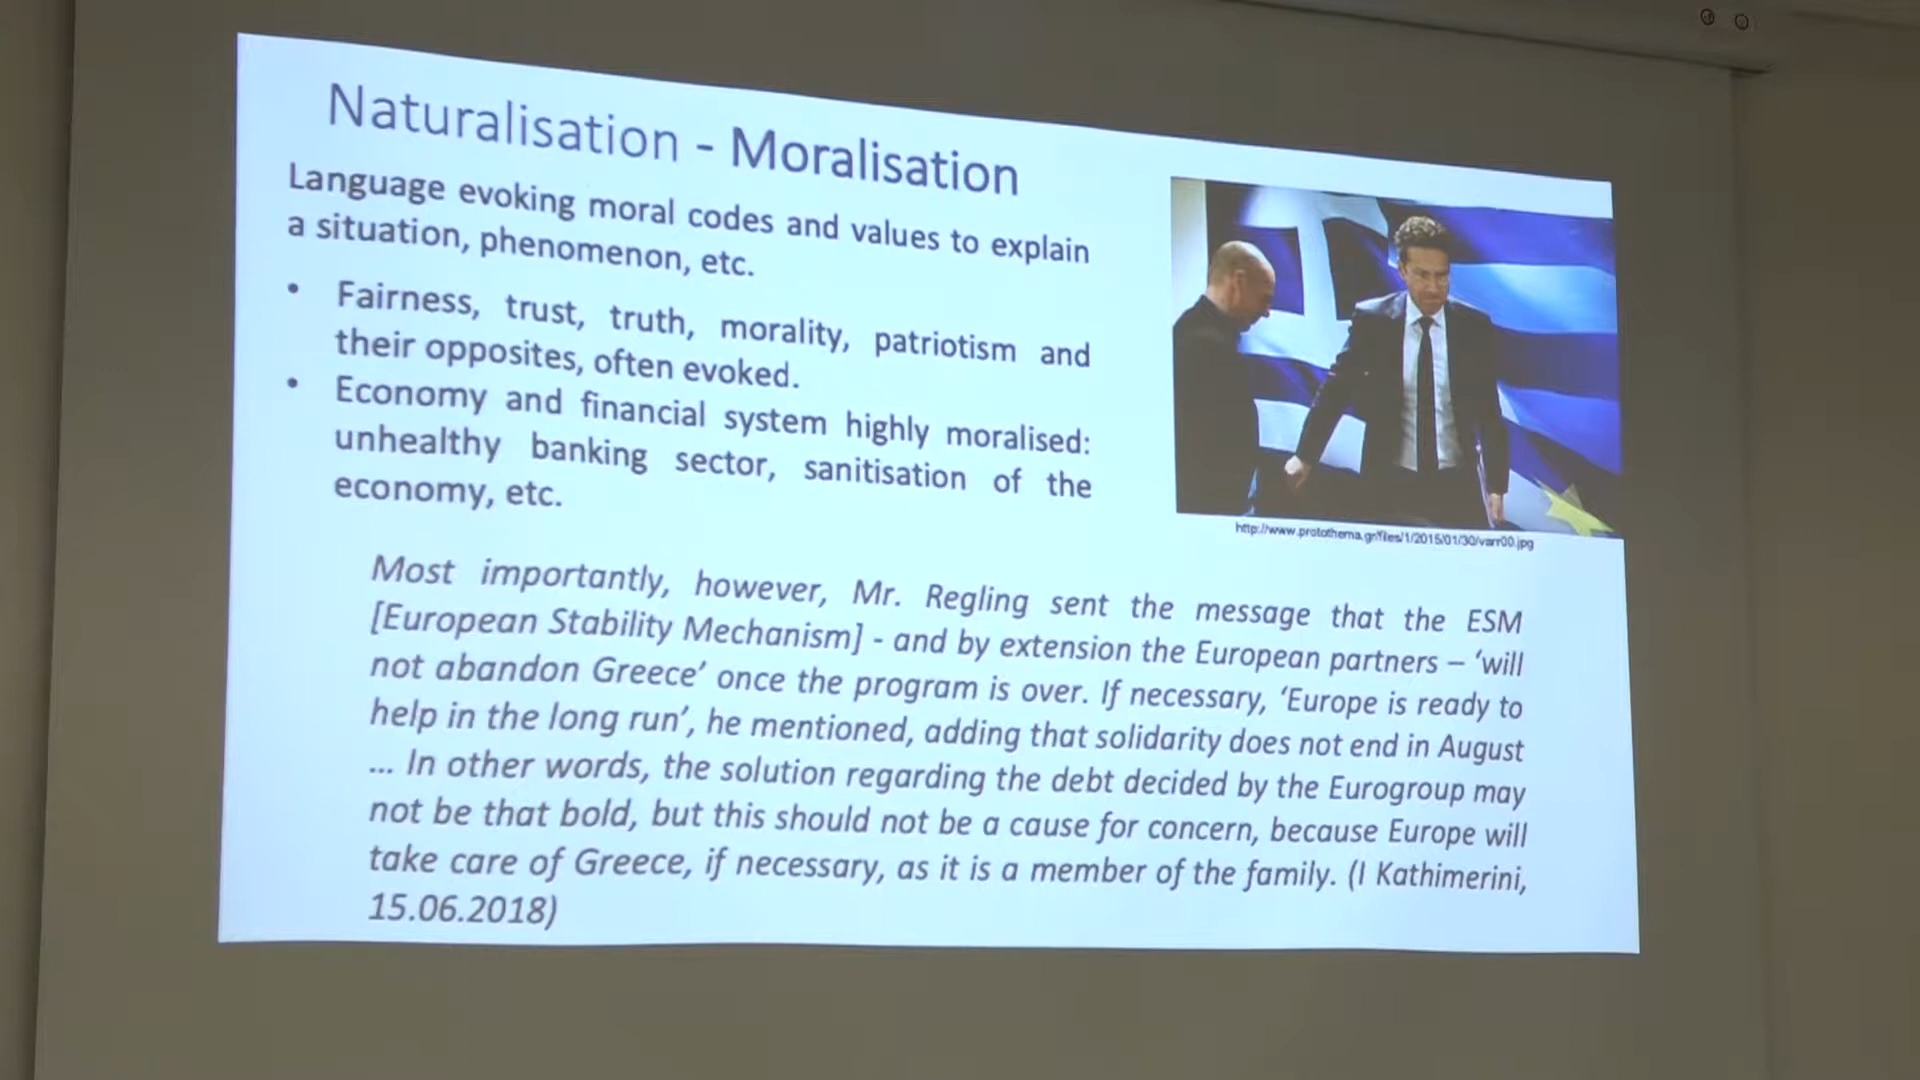 Naturalisation - Moralisation
Language evoking moral codes and values to explain
a situation, phenomenon, etc.
• Fairness, trust, truth, morality, patriotism and
their opposites, often evoked.
• Economy and financial system highly moralised:
unhealthy banking sector, sanitisation of the
economy, etc.
http://www.protothema.gr/files/1/2015/01/30/varr00.jpg
Most importantly, however, Mr. Regling sent the message that the ESM
[European Stability Mechanism] - and by extension the European partners – ‘will
not abandon Greece’ once the program is over. If necessary, ‘Europe is ready to
help in the long run’, he mentioned, adding that solidarity does not end in August
... In other words, the solution regarding the debt decided by the Eurogroup may
not be that bold, but this should not be a cause for concern, because Europe will
take care of Greece, if necessary, as it is a member of the family. (I Kathimerini,
15.06.2018)